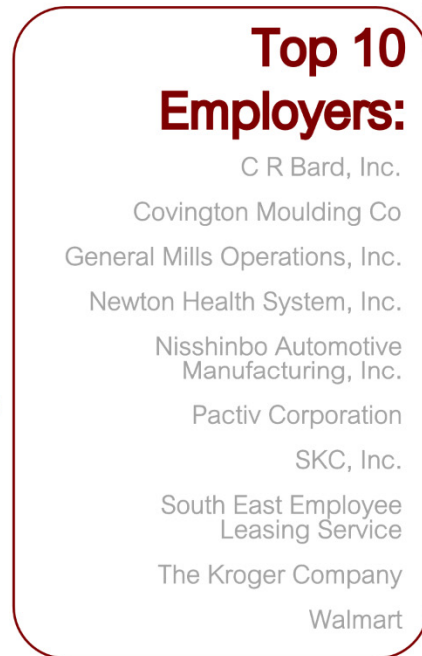 Top 10
Employers:
C R Bard, Inc.
Covington Moulding Co
General Mills Operations, Inc.
Newton Health System, Inc.
Nisshinbo Automotive
Manufacturing, Inc.
Pactiv Corporation
SKC, Inc.
South East Employee
Leasing Service
The Kroger Company
Walmart